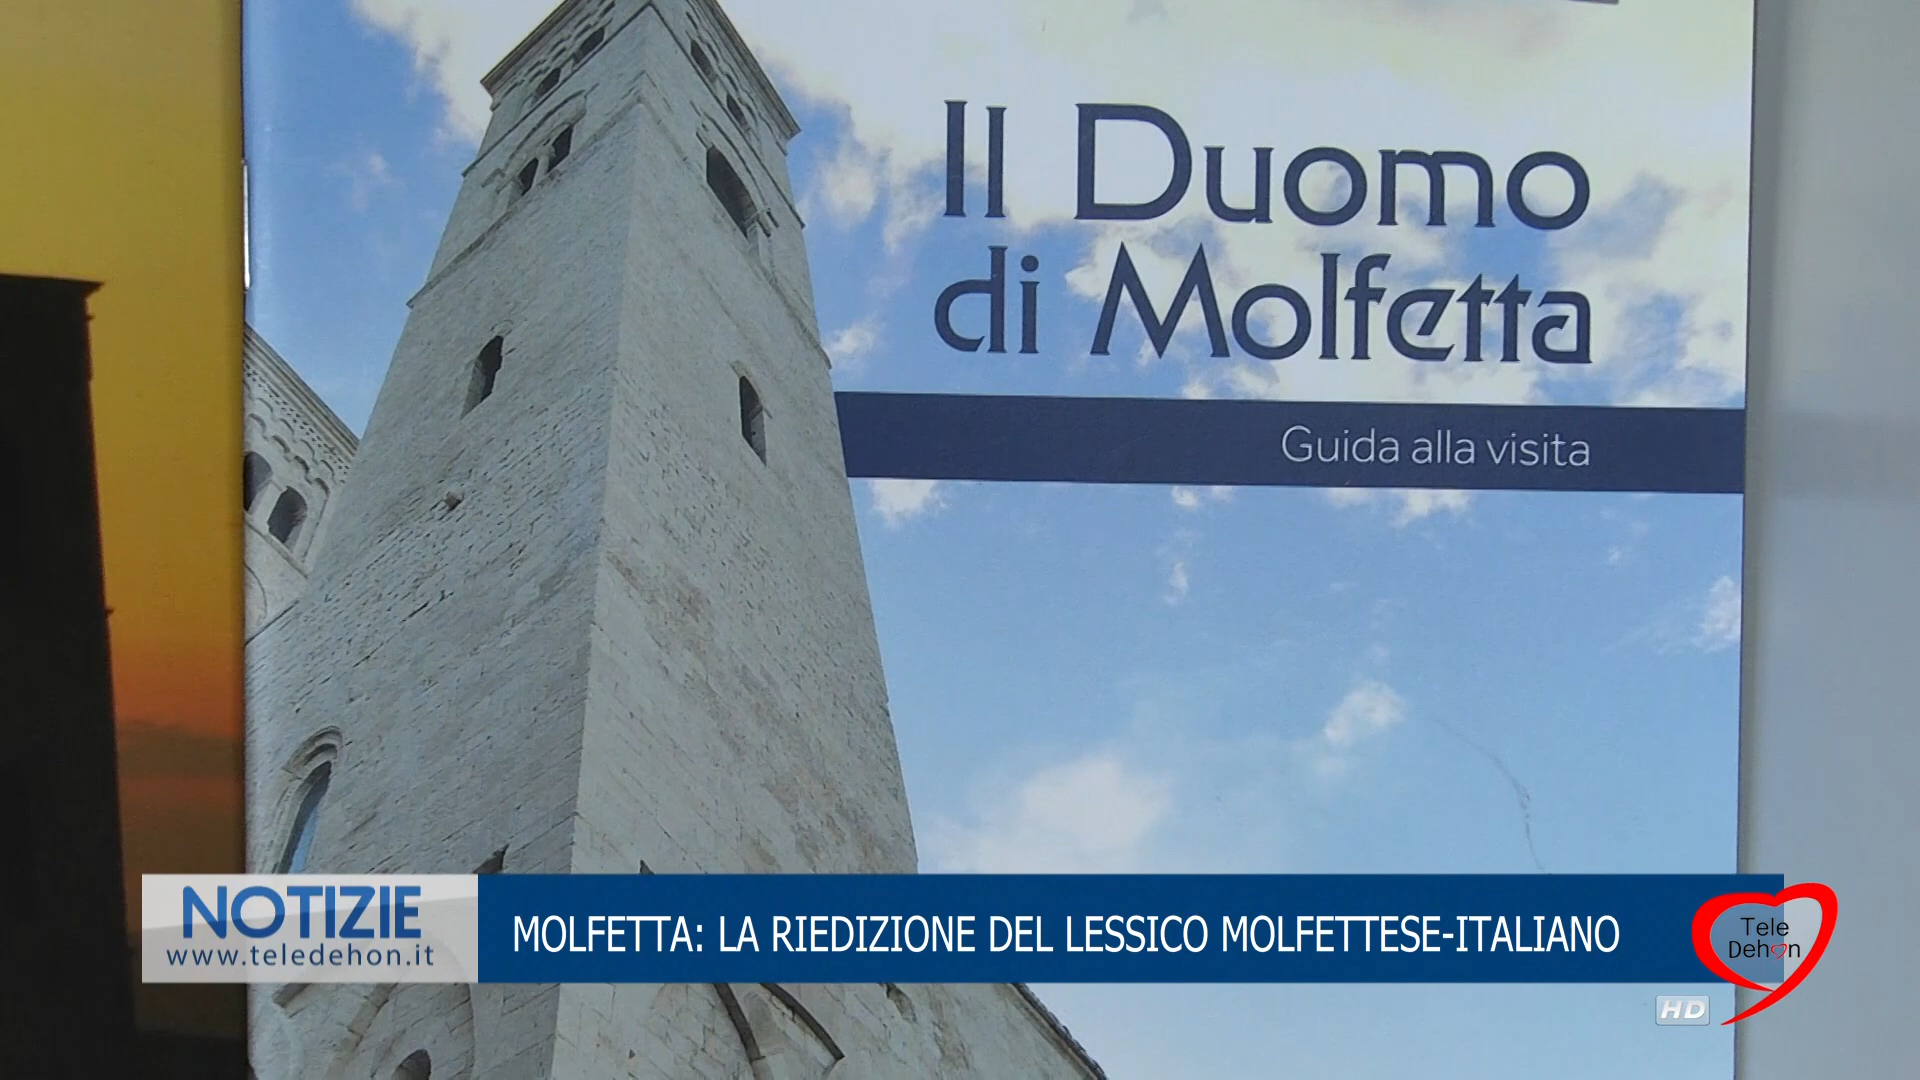 Il Duomo
di Molfetta
Guida alla visita
NOTIZIE
www.teledehon.it
MOLFETTA: LA RIEDIZIONE DEL LESSICO MOLFETTESE-ITALIANO
Tele
Dehon
HD